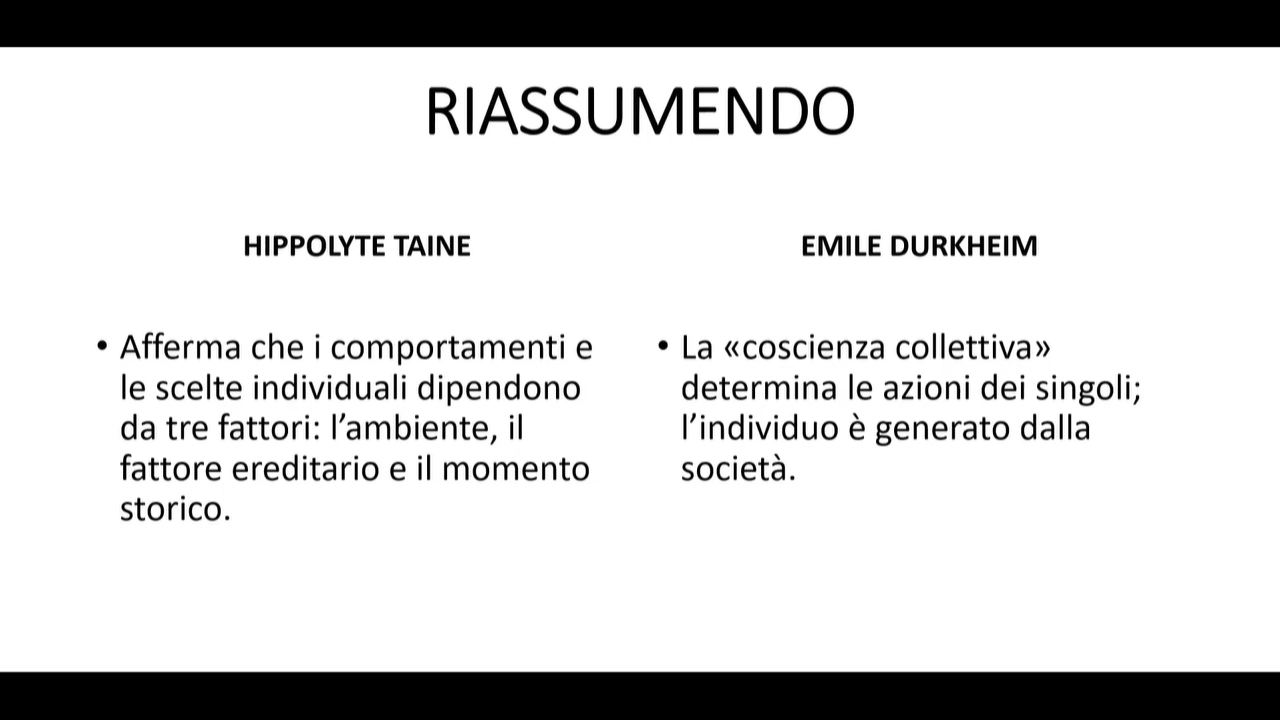 RIASSUMENDO
HIPPOLYTE TAINE
• Afferma che i comportamenti e
le scelte individuali dipendono
da tre fattori: l’ambiente, il
fattore ereditario e il momento
storico.
EMILE DURKHEIM
• La «coscienza collettiva»
determina le azioni dei singoli;
l’individuo è generato dalla
società.